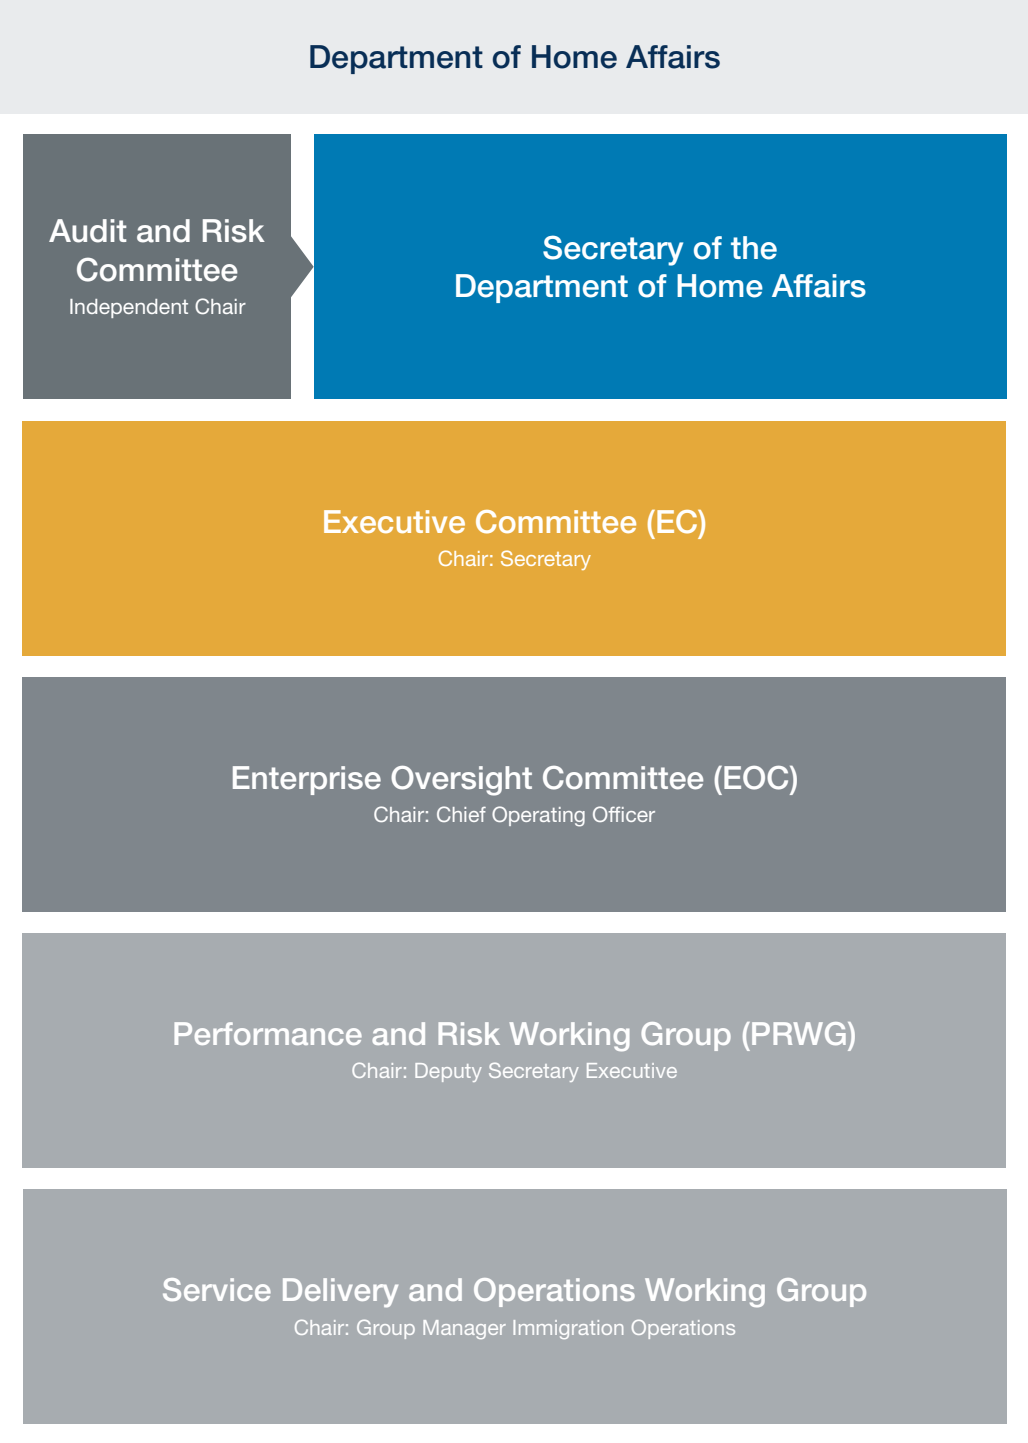 Department of Home Affairs
Audit and Risk
Committee
Independent Chair
Secretary of the
Department of Home Affairs
Executive Committee (EC)
Chair: Secretary
Enterprise Oversight Committee (EOC)
Chair: Chief Operating Officer
Performance and Risk Working Group (PRWG)
Chair: Deputy Secretary Executive
Service Delivery and Operations Working Group
Chair: Group Manager Immigration Operations